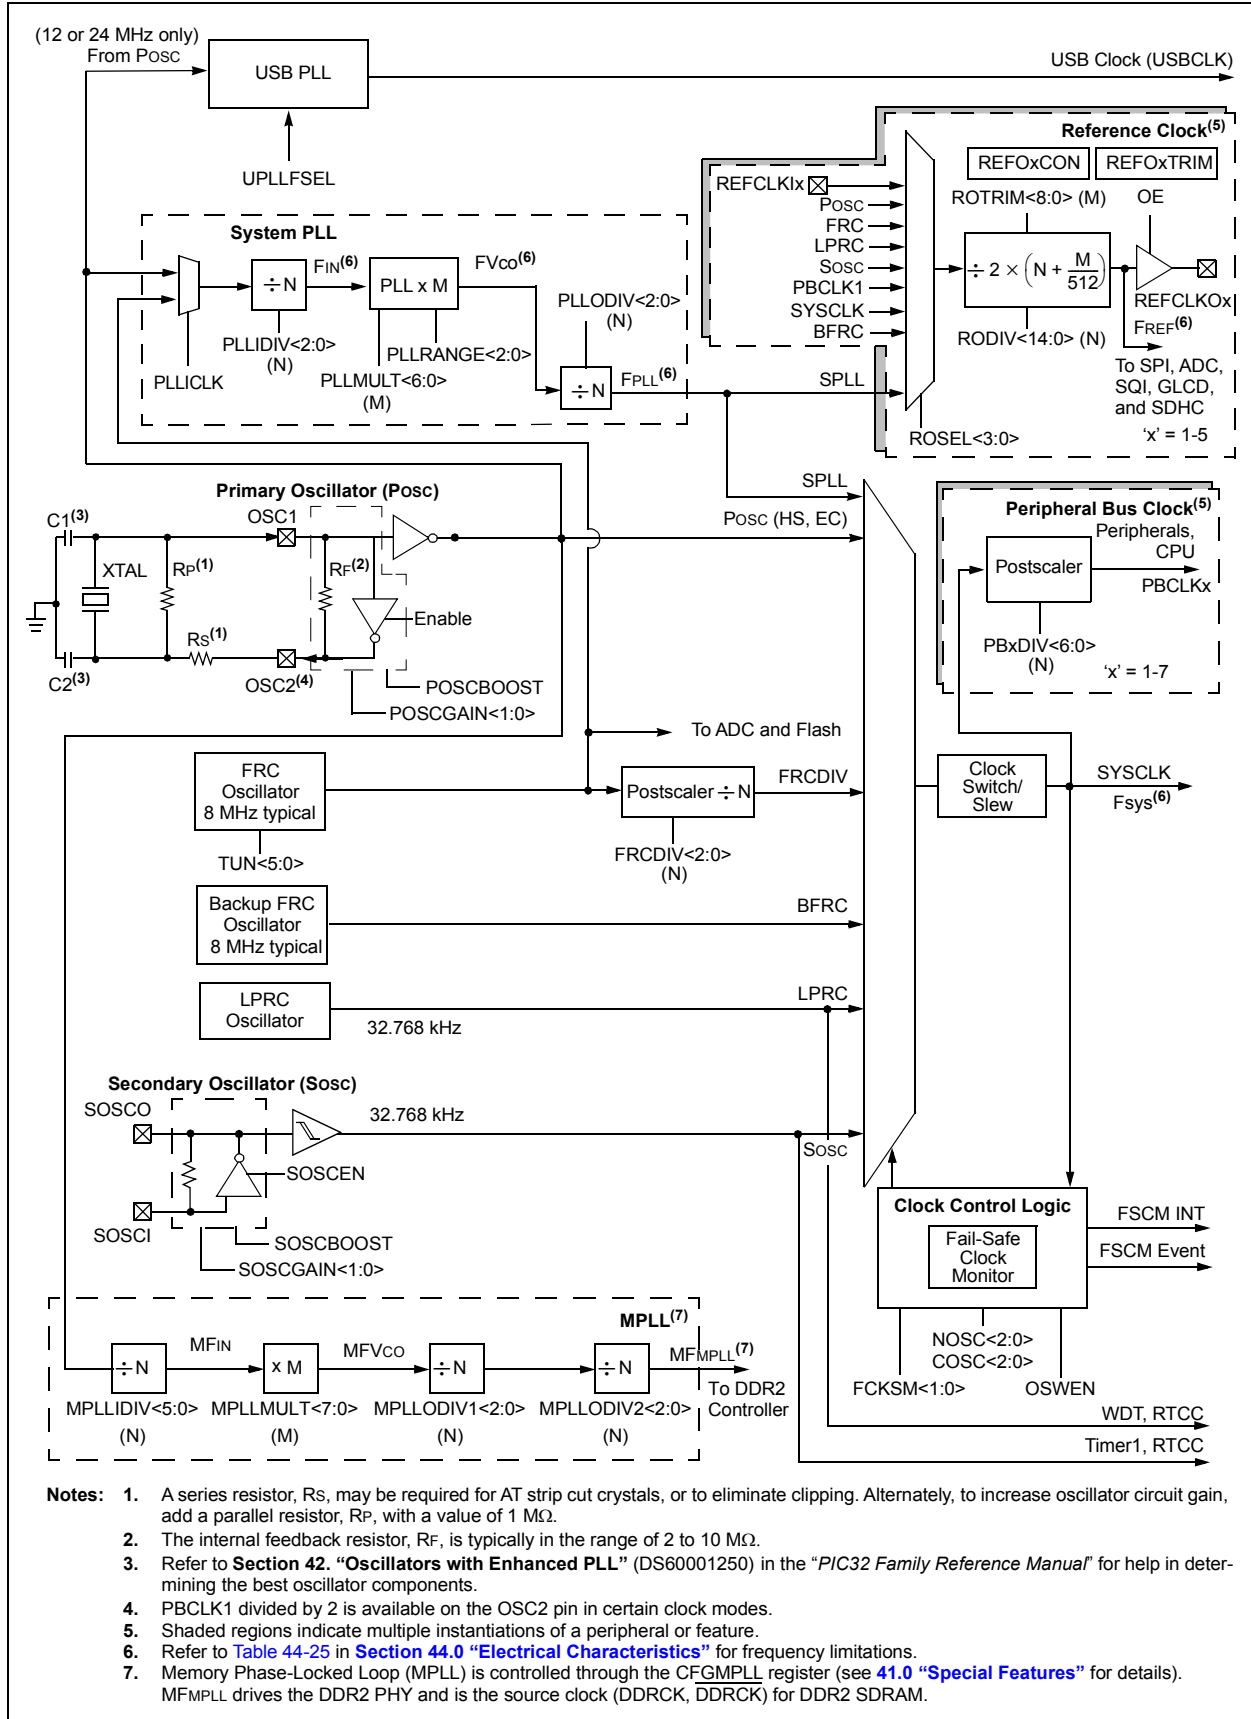 (12 or 24 MHz only)
From POSC
USB PLL
USB Clock (USBCLK)
UPLLFSEL
Reference Clock(5)
REFOxCON
REFOxTRIM
REFCLKIx
POSC
FRC
LPRC
SOSC
PBCLK1
SYSCLK
BFRC
ROTRIM<8:0> (M)
OE
÷ 2 × (N + M/512)
REFCLKOx
FREF(6)
RODIV<14:0> (N)
To SPI, ADC,
SQI, GLCD,
and SDHC
'x' = 1-5
SPLL
ROSEL<3:0>
System PLL
FIN(6)
FVCO(6)
÷ N
PLL x M
PLLODIV<2:0>
(N)
PLLIDIV<2:0>
(N)
PLLRANGE<2:0>
PLLICLK
PLLMULT<6:0>
(M)
÷ N
FPLL(6)
Primary Oscillator (POSC)
SPLL
POSC (HS, EC)
C1(3)
OSC1
XTAL
RP(1)
RF(2)
Enable
RS(1)
C2(3)
OSC2(4)
POSCBOOST
POSCGAIN<1:0>
Peripheral Bus Clock(5)
Peripherals,
CPU
Postscaler
PBCLKx
PBxDIV<6:0>
(N)
'x' = 1-7
To ADC and Flash
FRC
Oscillator
8 MHz typical
TUN<5:0>
Postscaler ÷ N
FRCDIV
FRCDIV<2:0>
(N)
Clock
Switch/
Slew
SYSCLK
Fsys(6)
Backup FRC
Oscillator
8 MHz typical
BFRC
LPRC
Oscillator
32.768 kHz
LPRC
Secondary Oscillator (SOSC)
SOSCO
32.768 kHz
SOSC
SOSCEN
SOSCI
SOSCBOOST
SOSCGAIN<1:0>
Clock Control Logic
Fail-Safe
Clock
Monitor
FSCM INT
FSCM Event
NOSC<2:0>
COSC<2:0>
FCKSM<1:0>
OSWEN
MPLL(7)
÷ N
MFIN
x M
MFVCO
÷ N
÷ N
MFMPLL(7)
To DDR2
Controller
MPLLIDIV<5:0>
(N)
MPLLMULT<7:0>
(M)
MPLLODIV1<2:0>
(N)
MPLLODIV2<2:0>
(N)
WDT, RTCC
Timer1, RTCC
Notes: 1. A series resistor, RS, may be required for AT strip cut crystals, or to eliminate clipping. Alternately, to increase oscillator circuit gain,
add a parallel resistor, RP, with a value of 1 MΩ.
2. The internal feedback resistor, RF, is typically in the range of 2 to 10 MΩ.
3. Refer to Section 42. "Oscillators with Enhanced PLL" (DS60001250) in the "PIC32 Family Reference Manual" for help in deter-
mining the best oscillator components.
4. PBCLK1 divided by 2 is available on the OSC2 pin in certain clock modes.
5. Shaded regions indicate multiple instantiations of a peripheral or feature.
6. Refer to Table 44-25 in Section 44.0 "Electrical Characteristics" for frequency limitations.
7. Memory Phase-Locked Loop (MPLL) is controlled through the CFGMPLL register (see 41.0 "Special Features" for details).
MFMPLL drives the DDR2 PHY and is the source clock (DDRCK, D̅D̅R̅C̅K̅) for DDR2 SDRAM.